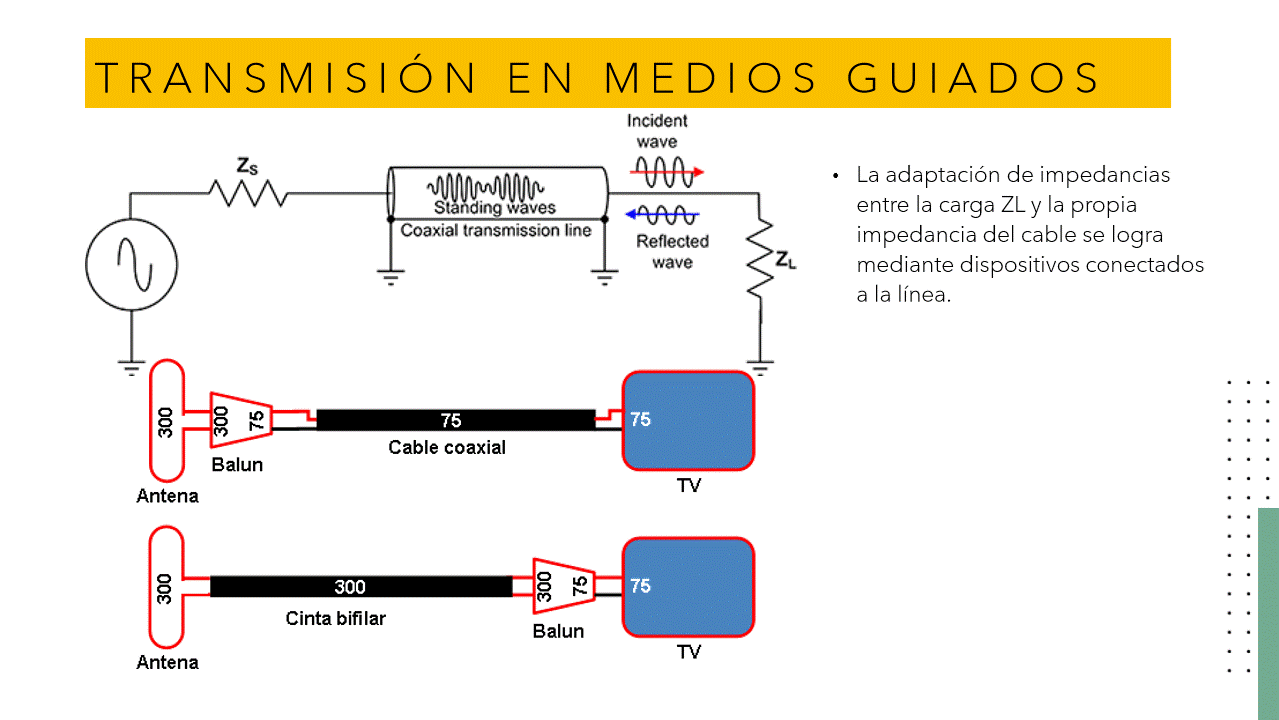 TRANSMISIÓN EN MEDIOS GUIADOS
Incident
wave
Zs
Standing waves
Coaxial transmission line
Reflected
wave
ZL
• La adaptación de impedancias
entre la carga ZL y la propia
impedancia del cable se logra
mediante dispositivos conectados
a la línea.
300
300
75
75
75
Cable coaxial
Balun
TV
Antena
300
300
300
75
75
Cinta bifilar
Balun
TV
Antena